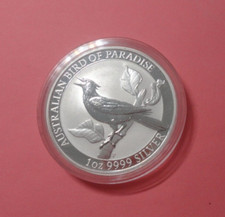 AUSTRALIAN BIRD OF PARADISE
1oz 9999 SILVER